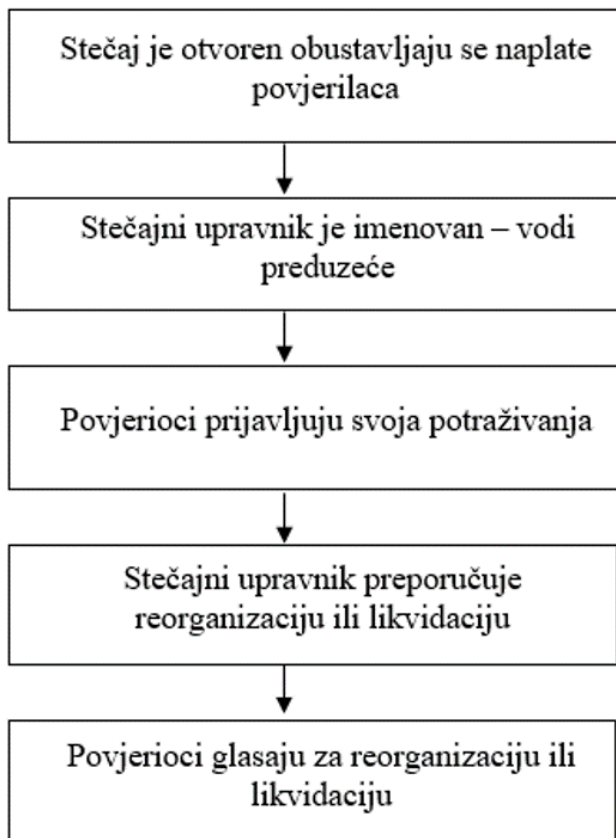 Stečaj je otvoren obustavljaju se naplate
povjerilaca
Stečajni upravnik je imenovan – vodi
preduzeće
Povjerioci prijavljuju svoja potraživanja
Stečajni upravnik preporučuje
reorganizaciju ili likvidaciju
Povjerioci glasaju za reorganizaciju ili
likvidaciju